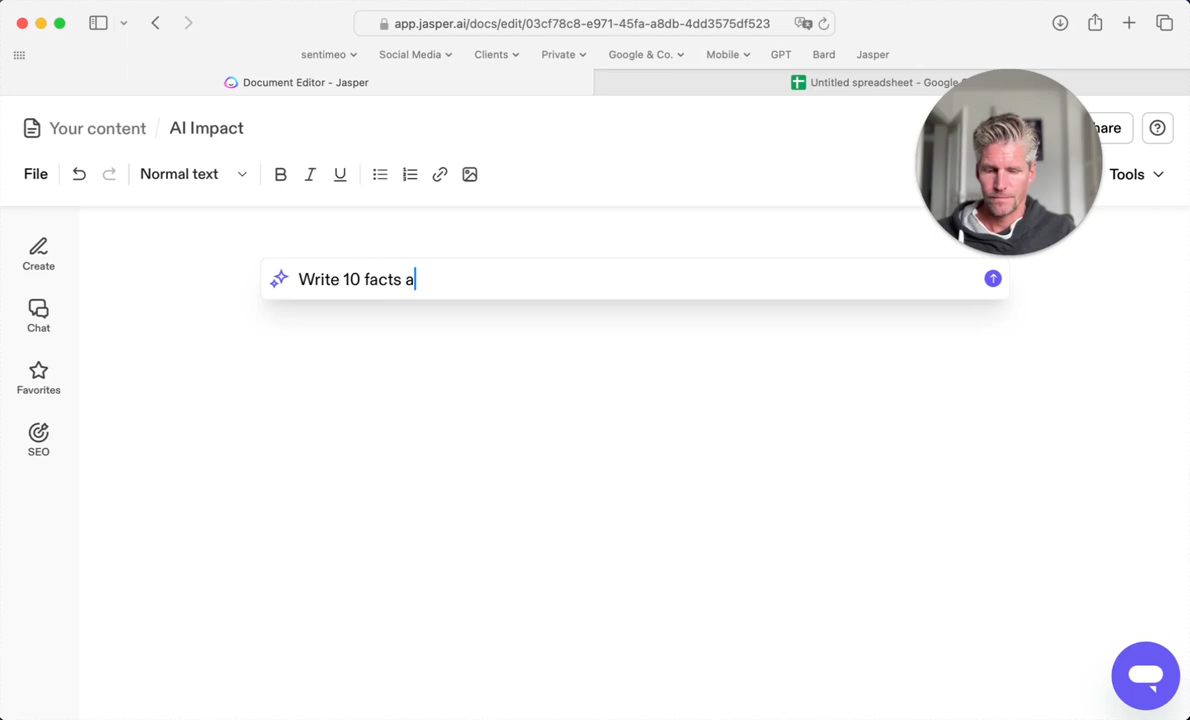 app.jasper.ai/docs/edit/03cf78c8-e971-45fa-a8db-4dd3575df523
sentimeo Social Media Clients Private Google & Co. Mobile GPT Bard Jasper
Document Editor - Jasper Untitled spreadsheet - Google
Your content / AI Impact hare
File Normal text B I U Tools
Create
Chat
Favorites
SEO
Write 10 facts a